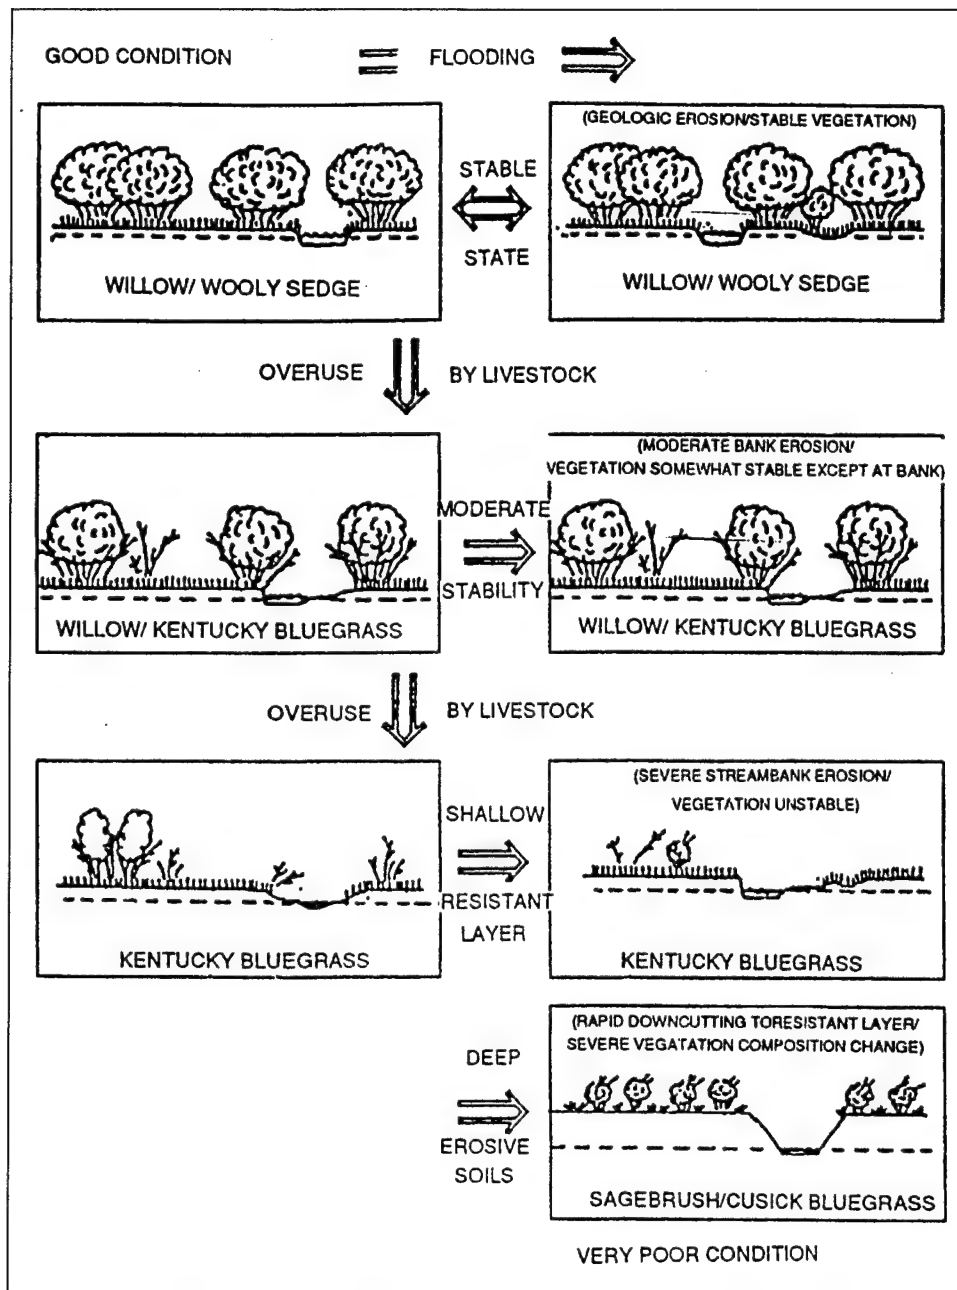 GOOD CONDITION = FLOODING
(GEOLOGIC EROSION/STABLE VEGETATION)
STABLE
STATE
WILLOW/ WOOLY SEDGE
WILLOW/ WOOLY SEDGE
OVERUSE BY LIVESTOCK
(MODERATE BANK EROSION/
VEGETATION SOMEWHAT STABLE EXCEPT AT BANK)
MODERATE
STABILITY
WILLOW/ KENTUCKY BLUEGRASS
WILLOW/ KENTUCKY BLUEGRASS
OVERUSE BY LIVESTOCK
(SEVERE STREAMBANK EROSION/
VEGETATION UNSTABLE)
SHALLOW
RESISTANT
LAYER
KENTUCKY BLUEGRASS
KENTUCKY BLUEGRASS
(RAPID DOWNCUTTING TORESISTANT LAYER/
SEVERE VEGATATION COMPOSITION CHANGE)
DEEP
EROSIVE
SOILS
SAGEBRUSH/CUSICK BLUEGRASS
VERY POOR CONDITION